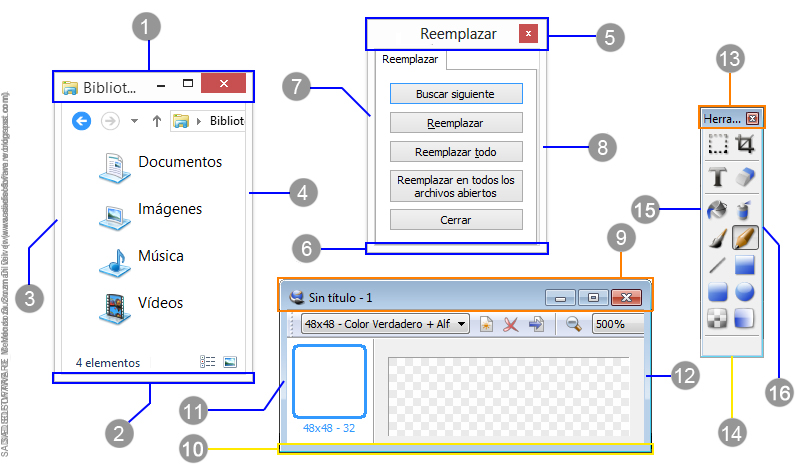 1
Bibliot...
Bibliot
Documentos
Imágenes
Música
Vídeos
4 elementos
2
3
4
Reemplazar
5
Reemplazar
Buscar siguiente
Reemplazar
Reemplazar todo
Reemplazar en todos los
archivos abiertos
Cerrar
6
7
8
9
Sin título - 1
48x48 - Color Verdadero + Alf
500%
48x48 - 32
10
11
12
13
Herra...
T
14
15
16